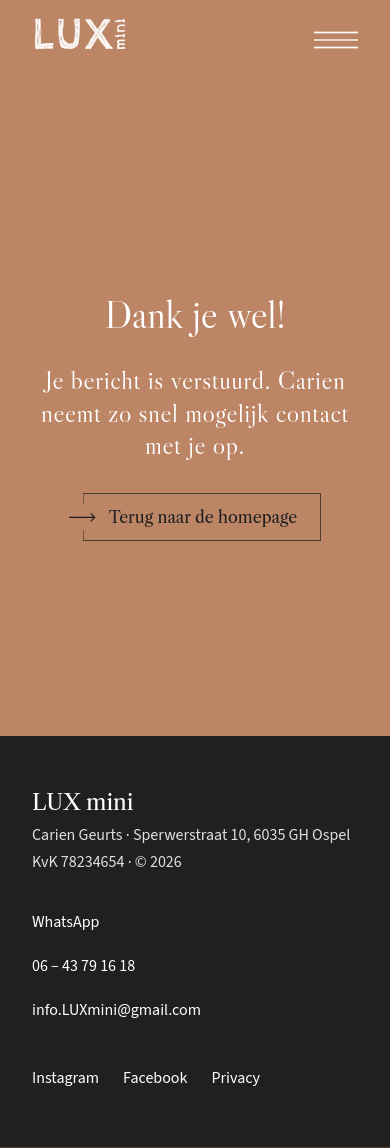 LUX mini
Dank je wel!
Je bericht is verstuurd. Carien
neemt zo snel mogelijk contact
met je op.
Terug naar de homepage
LUX mini
Carien Geurts · Sperwerstraat 10, 6035 GH Ospel
KvK 78234654 · © 2026
WhatsApp
06 – 43 79 16 18
info.LUXmini@gmail.com
Instagram Facebook Privacy